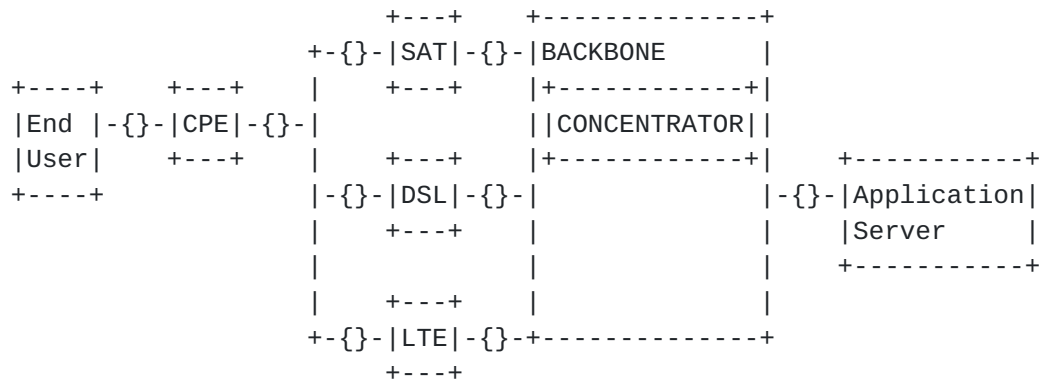 +---+    +--------------+
                   +-{}-|SAT|-{}-|BACKBONE      |
+----+    +---+    |    +---+    |+------------+|
|End |-{}-|CPE|-{}-|             ||CONCENTRATOR||
|User|    +---+    |    +---+    |+------------+|    +-----------+
+----+             |-{}-|DSL|-{}-|              |-{}-|Application|
                   |    +---+    |              |    |Server     |
                   |             |              |    +-----------+
                   |    +---+    |              |
                   +-{}-|LTE|-{}-+--------------+
                        +---+